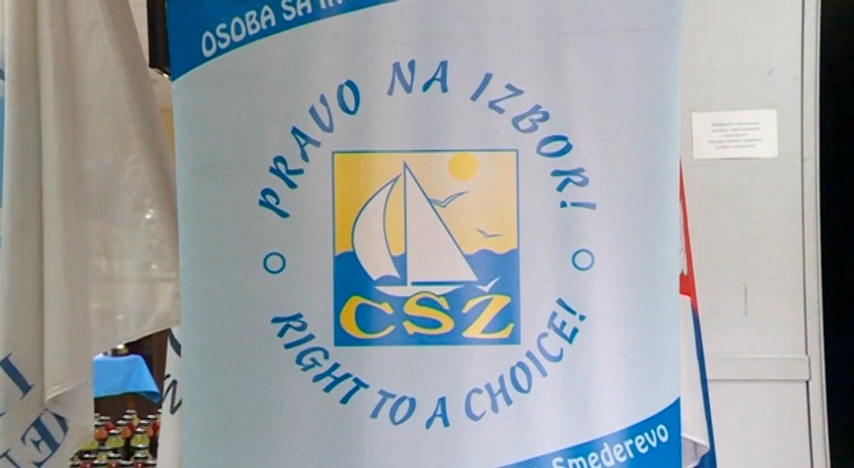 OSOBA SA
PRAVO NA IZBOR!
CSŽ
RIGHT TO A CHOICE!
Smederevo